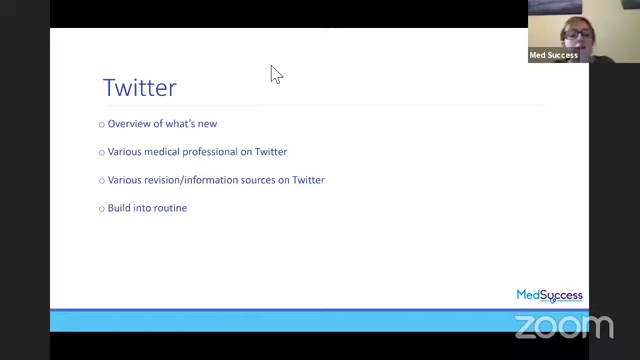 Med Success
Twitter
Overview of what's new
Various medical professional on Twitter
Various revision/information sources on Twitter
Build into routine
MedSuccess
zoom